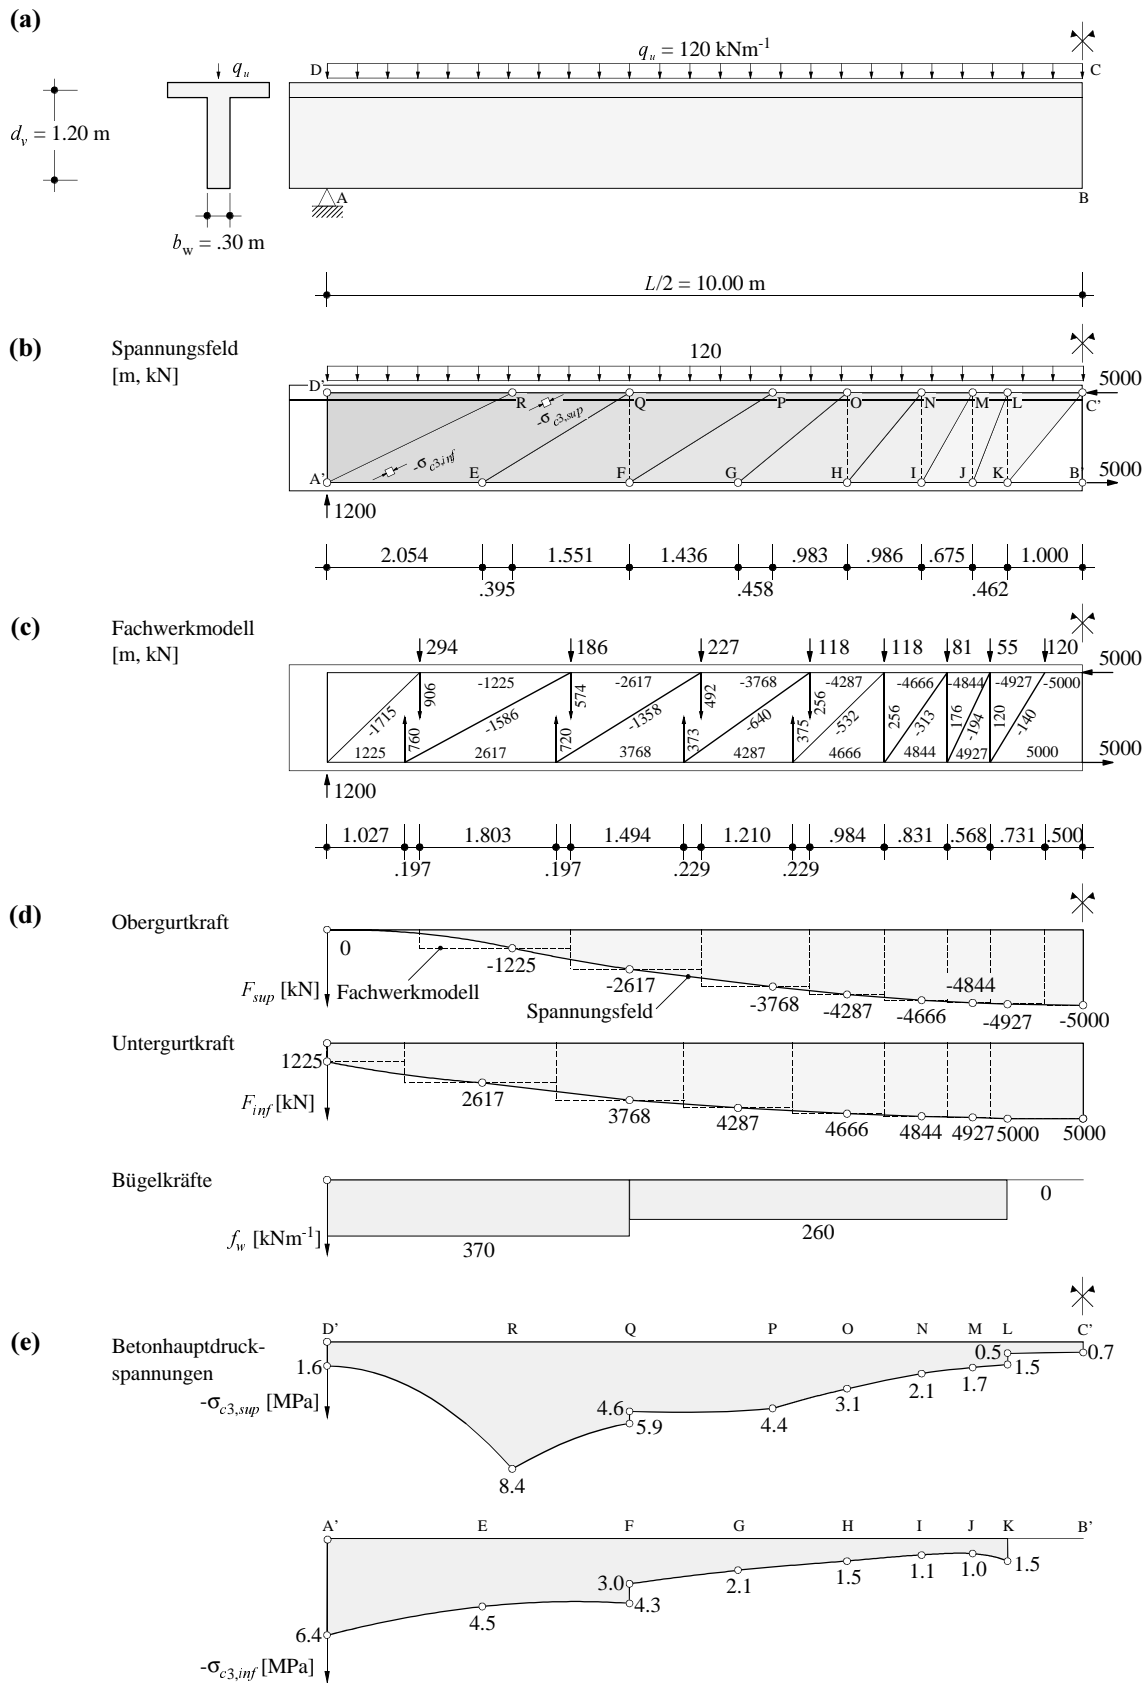 (a)
q_u = 120 kNm⁻¹
D
C
q_u
d_v = 1.20 m
A
B
b_w = .30 m
L/2 = 10.00 m
(b)
Spannungsfeld
[m, kN]
120
D'
5000
R
Q
P
O
N
M
L
C'
-σ_c3,sup
-σ_c3,inf
A'
E
F
G
H
I
J
K
B'
5000
1200
2.054
1.551
1.436
.983
.986
.675
1.000
.395
.458
.462
(c)
Fachwerkmodell
[m, kN]
294
186
227
118
118
81
55
120
5000
-1225
-2617
-3768
-4287
-4666
-4844
-4927
-5000
-1715
906
760
-1586
574
720
-1358
492
373
-640
256
375
-532
256
-313
176
-194
120
-140
1225
2617
3768
4287
4666
4844
4927
5000
5000
1200
1.027
1.803
1.494
1.210
.984
.831
.568
.731
.500
.197
.197
.229
.229
(d)
Obergurtkraft
0
-1225
-2617
-3768
-4287
-4666
-4844
-4927
-5000
F_sup [kN]
Fachwerkmodell
Spannungsfeld
Untergurtkraft
1225
2617
3768
4287
4666
4844
4927
5000
5000
F_inf [kN]
Bügelkräfte
0
370
260
f_w [kNm⁻¹]
(e)
Betonhauptdruck-
spannungen
D'
R
Q
P
O
N
M
L
C'
1.6
8.4
4.6
5.9
4.4
3.1
2.1
1.7
0.5
1.5
0.7
-σ_c3,sup [MPa]
A'
E
F
G
H
I
J
K
B'
6.4
4.5
3.0
4.3
2.1
1.5
1.1
1.0
1.5
-σ_c3,inf [MPa]